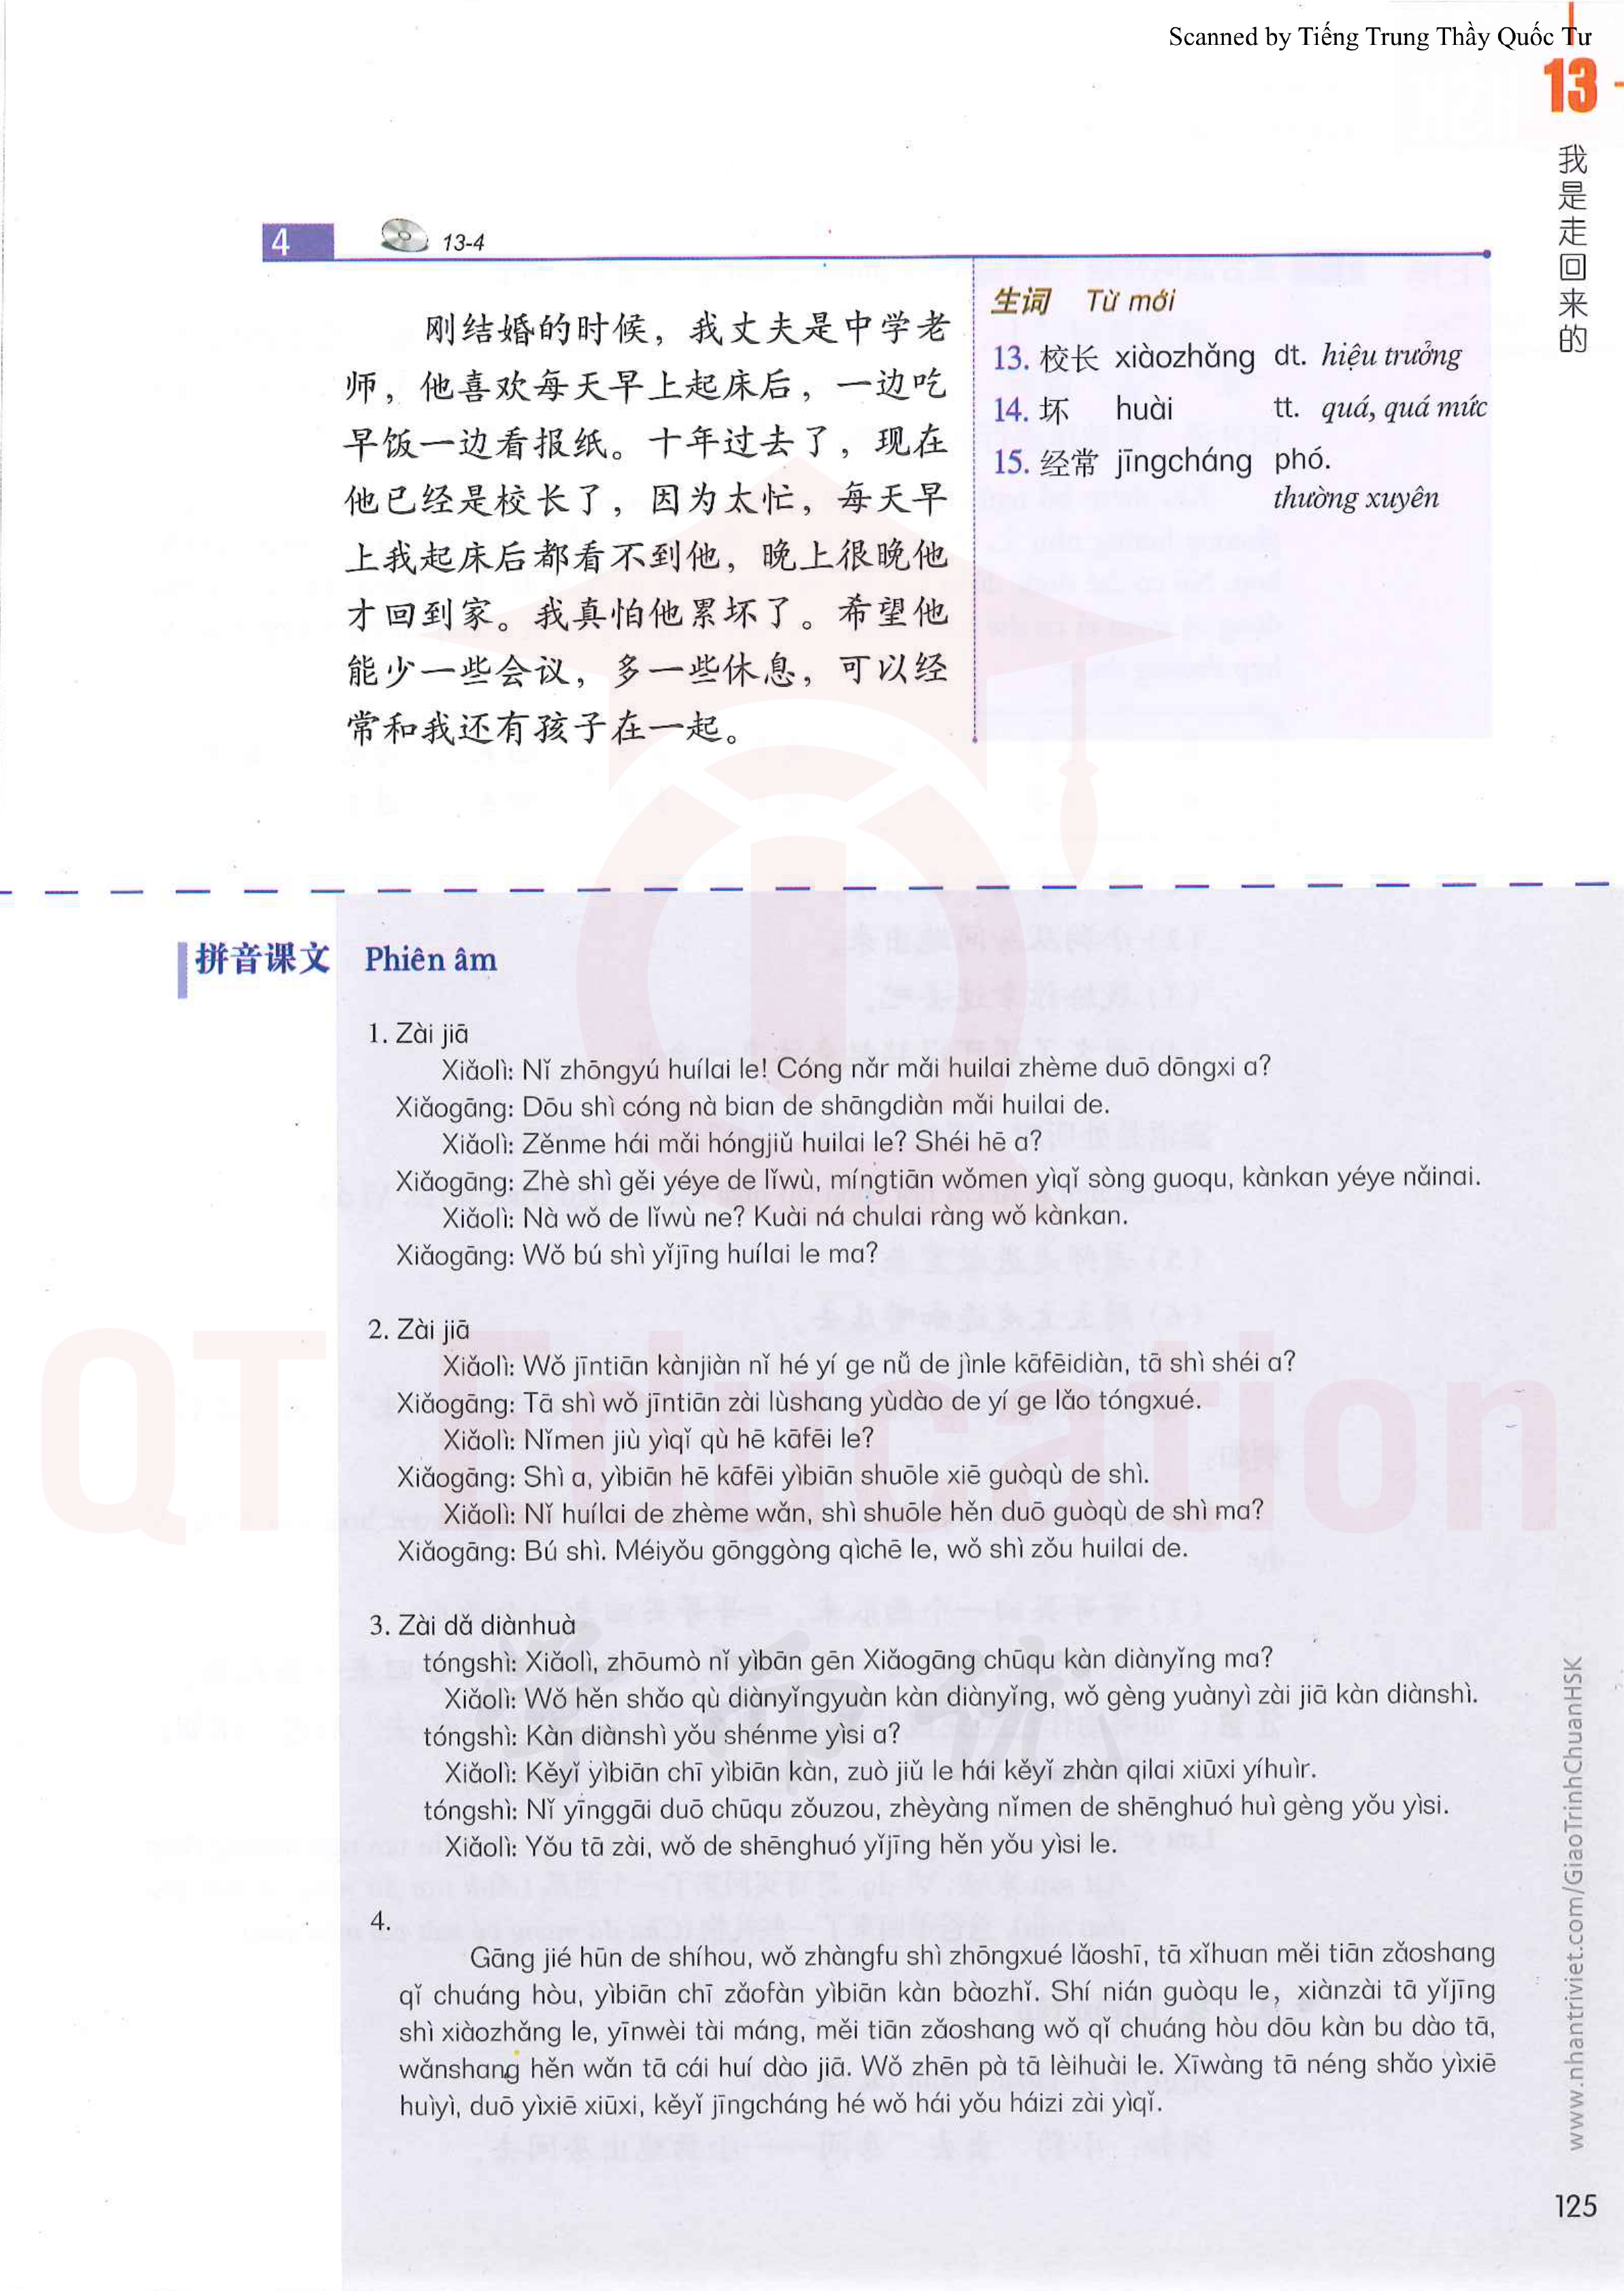 Scanned by Tiếng Trung Thầy Quốc Tư
13
我是走回来的
4
13-4
刚结婚的时候，我丈夫是中学老
师，他喜欢每天早上起床后，一边吃
早饭一边看报纸。十年过去了，现在
他已经是校长了，因为太忙，每天早
上我起床后都看不到他，晚上很晚他
才回到家。我真怕他累坏了。希望他
能少一些会议，多一些休息，可以经
常和我还有孩子在一起。
生词 Từ mới
13. 校长 xiàozhǎng dt. hiệu trưởng
14. 坏 huài tt. quá, quá mức
15. 经常 jīngcháng phó.
thường xuyên
拼音课文 Phiên âm
1. Zài jiā
Xiǎolì: Nǐ zhōngyú huílai le! Cóng nǎr mǎi huilai zhème duō dōngxi a?
Xiǎogāng: Dōu shì cóng nà bian de shāngdiàn mǎi huilai de.
Xiǎolì: Zěnme hái mǎi hóngjiǔ huilai le? Shéi hē a?
Xiǎogāng: Zhè shì gěi yéye de lǐwù, míngtiān wǒmen yìqǐ sòng guoqu, kànkan yéye nǎinai.
Xiǎolì: Nà wǒ de lǐwù ne? Kuài ná chulai ràng wǒ kànkan.
Xiǎogāng: Wǒ bú shì yǐjīng huílai le ma?
2. Zài jiā
Xiǎolì: Wǒ jīntiān kànjiàn nǐ hé yí ge nǚ de jìnle kāfēidiàn, tā shì shéi a?
Xiǎogāng: Tā shì wǒ jīntiān zài lùshang yùdào de yí ge lǎo tóngxué.
Xiǎolì: Nǐmen jiù yìqǐ qù hē kāfēi le?
Xiǎogāng: Shì a, yìbiān hē kāfēi yìbiān shuōle xiē guòqù de shì.
Xiǎolì: Nǐ huílai de zhème wǎn, shì shuōle hěn duō guòqù de shì ma?
Xiǎogāng: Bú shì. Méiyǒu gōnggòng qìchē le, wǒ shì zǒu huilai de.
3. Zài dǎ diànhuà
tóngshì: Xiǎolì, zhōumò nǐ yìbān gēn Xiǎogāng chūqu kàn diànyǐng ma?
Xiǎolì: Wǒ hěn shǎo qù diànyǐngyuàn kàn diànyǐng, wǒ gèng yuànyì zài jiā kàn diànshì.
tóngshì: Kàn diànshì yǒu shénme yìsi a?
Xiǎolì: Kěyǐ yìbiān chī yìbiān kàn, zuò jiǔ le hái kěyǐ zhàn qilai xiūxi yíhuìr.
tóngshì: Nǐ yīnggāi duō chūqu zǒuzou, zhèyàng nǐmen de shēnghuó huì gèng yǒu yìsi.
Xiǎolì: Yǒu tā zài, wǒ de shēnghuó yǐjīng hěn yǒu yìsi le.
4.
Gāng jié hūn de shíhou, wǒ zhàngfu shì zhōngxué lǎoshī, tā xǐhuan měi tiān zǎoshang
qǐ chuáng hòu, yìbiān chī zǎofàn yìbiān kàn bàozhǐ. Shí nián guòqu le, xiànzài tā yǐjīng
shì xiàozhǎng le, yīnwèi tài máng, měi tiān zǎoshang wǒ qǐ chuáng hòu dōu kàn bu dào tā,
wǎnshang hěn wǎn tā cái huí dào jiā. Wǒ zhēn pà tā lèihuài le. Xīwàng tā néng shǎo yìxiē
huìyì, duō yìxiē xiūxi, kěyǐ jīngcháng hé wǒ hái yǒu háizi zài yìqǐ.
QT Education
www.nhantriviet.com/GiaoTrinhChuanHSK
125